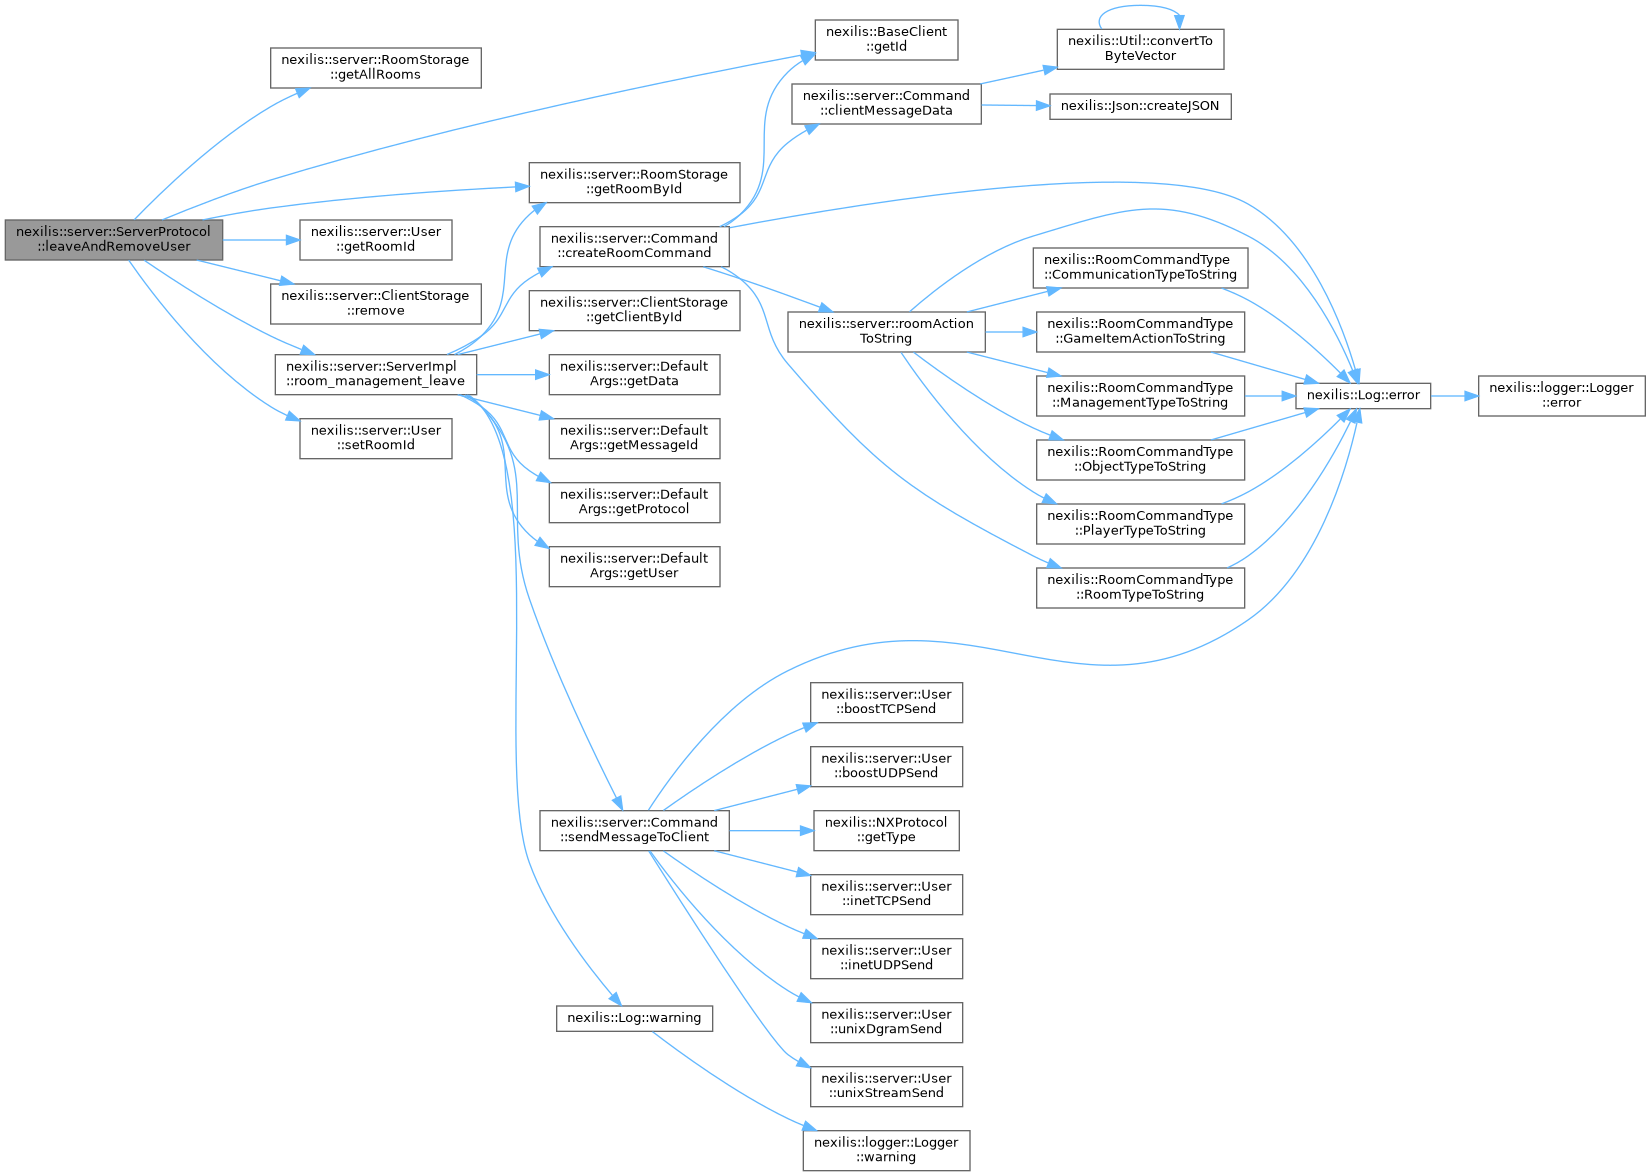 nexilis::server::ServerProtocol
::leaveAndRemoveUser
nexilis::server::RoomStorage
::getAllRooms
nexilis::BaseClient
::getId
nexilis::server::RoomStorage
::getRoomById
nexilis::server::User
::getRoomId
nexilis::server::ClientStorage
::remove
nexilis::server::ServerImpl
::room_management_leave
nexilis::server::User
::setRoomId
nexilis::server::Command
::createRoomCommand
nexilis::server::ClientStorage
::getClientById
nexilis::server::Default
Args::getData
nexilis::server::Default
Args::getMessageId
nexilis::server::Default
Args::getProtocol
nexilis::server::Default
Args::getUser
nexilis::server::Command
::sendMessageToClient
nexilis::Log::warning
nexilis::server::Command
::clientMessageData
nexilis::Util::convertTo
ByteVector
nexilis::Json::createJSON
nexilis::server::roomAction
ToString
nexilis::RoomCommandType
::CommunicationTypeToString
nexilis::RoomCommandType
::GameItemActionToString
nexilis::RoomCommandType
::ManagementTypeToString
nexilis::RoomCommandType
::ObjectTypeToString
nexilis::RoomCommandType
::PlayerTypeToString
nexilis::RoomCommandType
::RoomTypeToString
nexilis::Log::error
nexilis::logger::Logger
::error
nexilis::server::User
::boostTCPSend
nexilis::server::User
::boostUDPSend
nexilis::NXProtocol
::getType
nexilis::server::User
::inetTCPSend
nexilis::server::User
::inetUDPSend
nexilis::server::User
::unixDgramSend
nexilis::server::User
::unixStreamSend
nexilis::logger::Logger
::warning